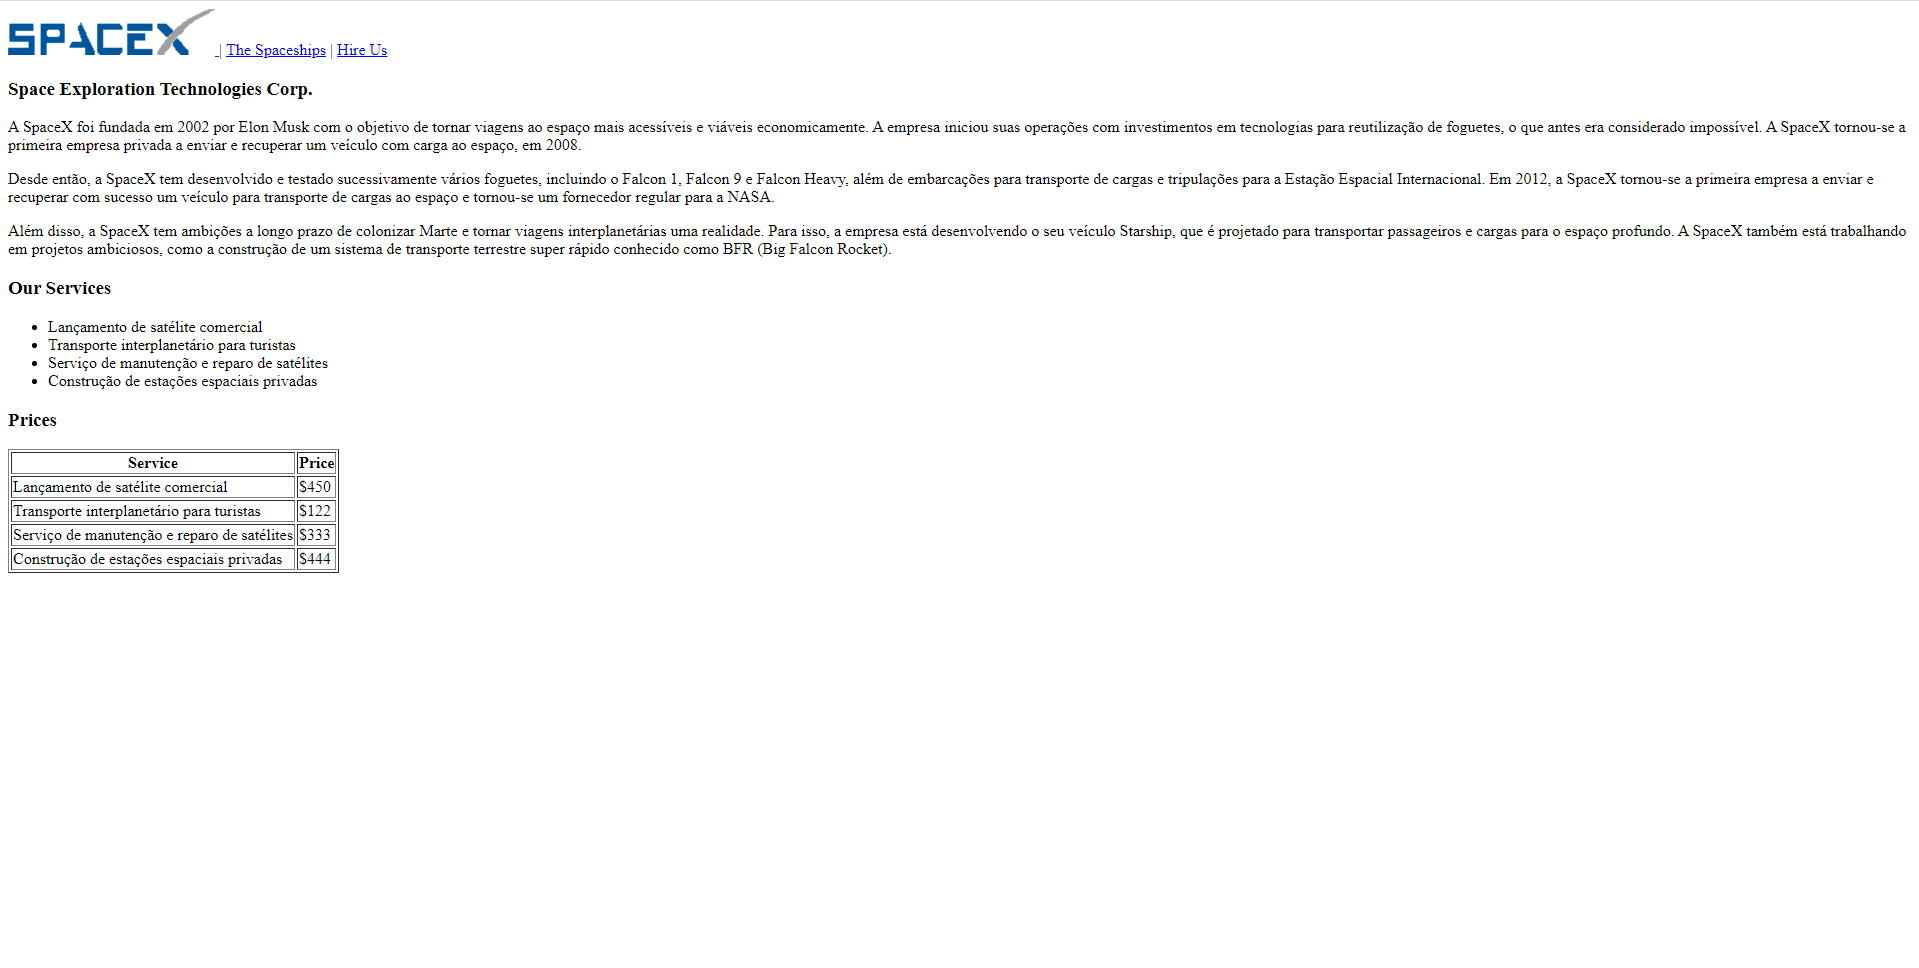 SPACEX | The Spaceships | Hire Us
Space Exploration Technologies Corp.
A SpaceX foi fundada em 2002 por Elon Musk com o objetivo de tornar viagens ao espaço mais acessíveis e viáveis economicamente. A empresa iniciou suas operações com investimentos em tecnologias para reutilização de foguetes, o que antes era considerado impossível. A SpaceX tornou-se a
primeira empresa privada a enviar e recuperar um veículo com carga ao espaço, em 2008.
Desde então, a SpaceX tem desenvolvido e testado sucessivamente vários foguetes, incluindo o Falcon 1, Falcon 9 e Falcon Heavy, além de embarcações para transporte de cargas e tripulações para a Estação Espacial Internacional. Em 2012, a SpaceX tornou-se a primeira empresa a enviar e
recuperar com sucesso um veículo para transporte de cargas ao espaço e tornou-se um fornecedor regular para a NASA.
Além disso, a SpaceX tem ambições a longo prazo de colonizar Marte e tornar viagens interplanetárias uma realidade. Para isso, a empresa está desenvolvendo o seu veículo Starship, que é projetado para transportar passageiros e cargas para o espaço profundo. A SpaceX também está trabalhando
em projetos ambiciosos, como a construção de um sistema de transporte terrestre super rápido conhecido como BFR (Big Falcon Rocket).
Our Services
• Lançamento de satélite comercial
• Transporte interplanetário para turistas
• Serviço de manutenção e reparo de satélites
• Construção de estações espaciais privadas
Prices
Service Price
Lançamento de satélite comercial $450
Transporte interplanetário para turistas $122
Serviço de manutenção e reparo de satélites $333
Construção de estações espaciais privadas $444